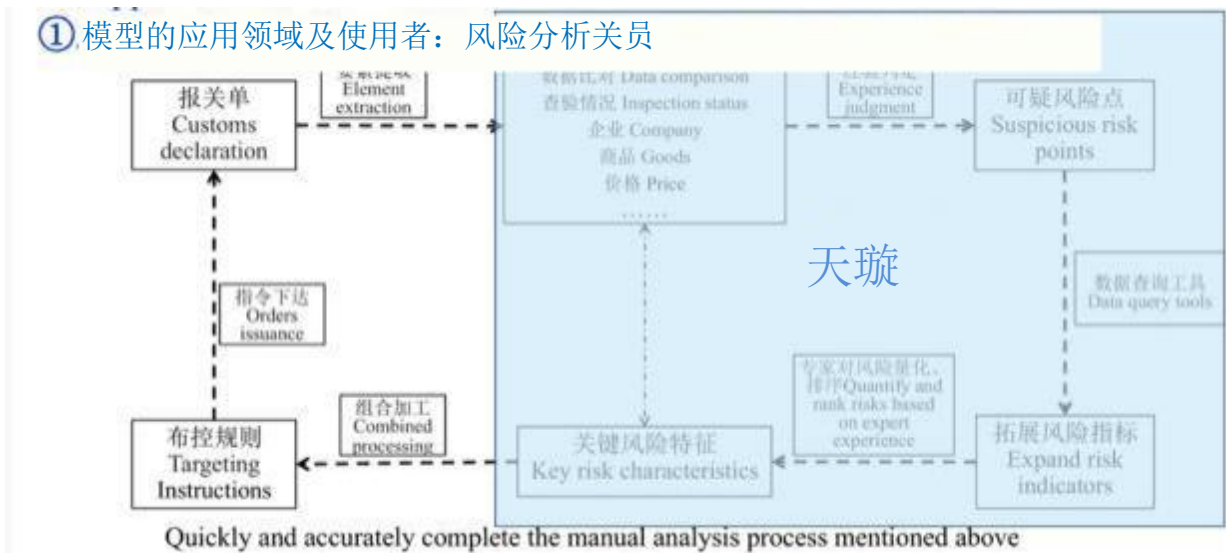 ① 模型的应用领域及使用者：风险分析关员
Element
extraction
报关单
Customs
declaration
数据比对 Data comparison
查验情况 Inspection status
企业 Company
商品 Goods
价格 Price
……
Experience
judgment
可疑风险点
Suspicious risk
points
天璇
指令下达
Orders
issuance
数据查询工具
Data query tools
专家对风险量化、
排序Quantify and
rank risks based
on expert
experience
组合加工
Combined
processing
布控规则
Targeting
Instructions
关键风险特征
Key risk characteristics
拓展风险指标
Expand risk
indicators
Quickly and accurately complete the manual analysis process mentioned above